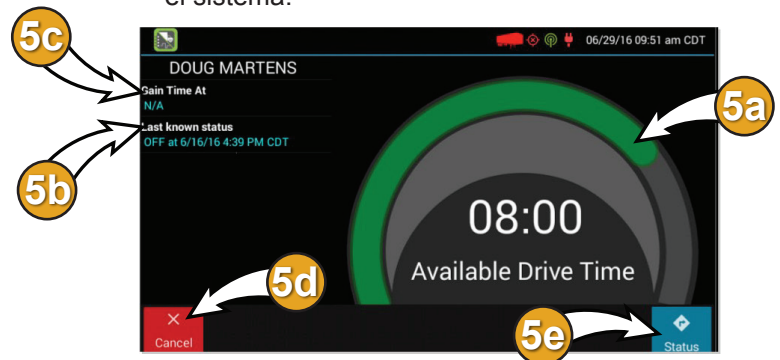 el sistema.
5c
06/29/16 09:51 am CDT
DOUG MARTENS
Gain Time At
N/A
5a
Last known status
OFF at 6/16/16 4:39 PM CDT
5b
08:00
Available Drive Time
5d
5e
Cancel
Status